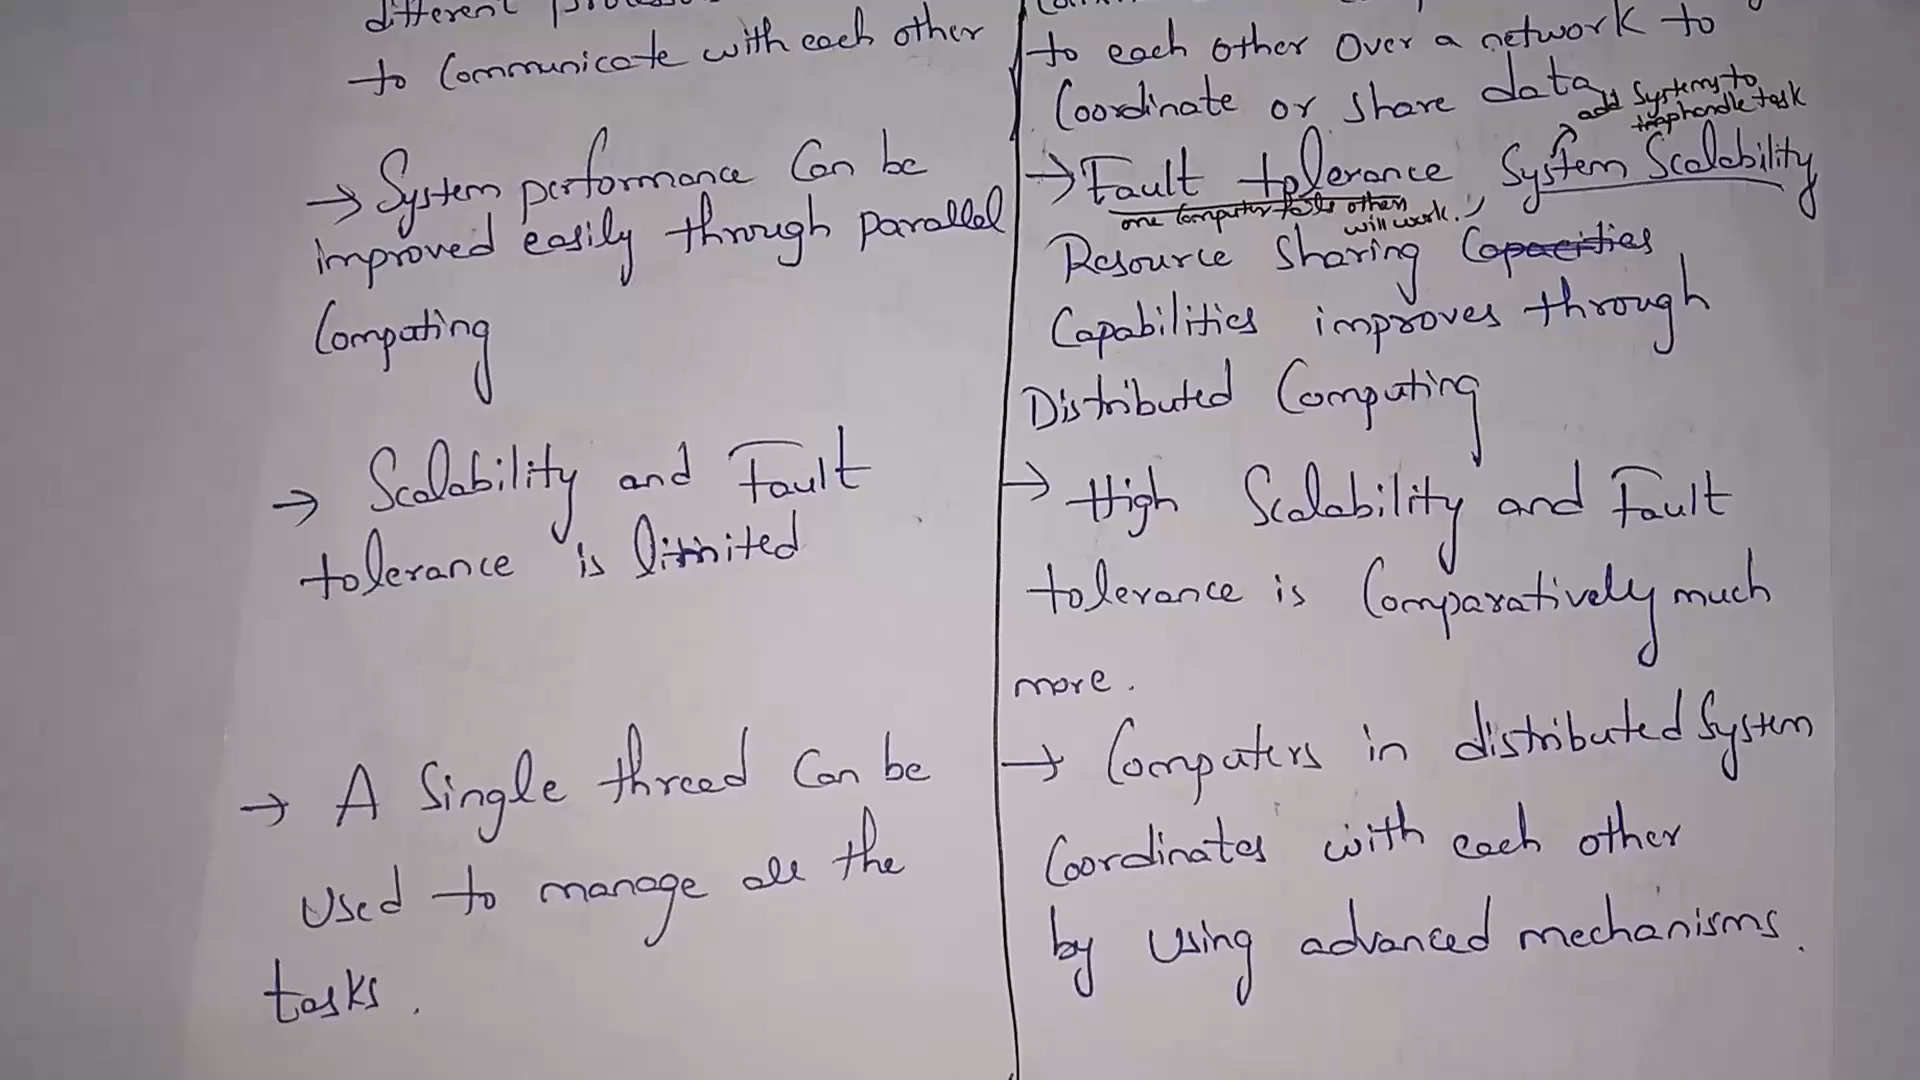 different
to Communicate with each other
→ System performance Can be
improved easily through parallel
Computing
→ Scalability and Fault
tolerance is limited
→ A Single thread Can be
Used to manage all the
tasks.
to each other Over a network to
Coordinate or share data
add Systems to
handle task
→ Fault tolerance, System Scalability
one Computer fails others
will work.
Resource Sharing Capacities
Capabilities improves through
Distributed Computing
→ High Scalability and Fault
tolerance is Comparatively much
more.
→ Computers in distributed System
Coordinates with each other
by using advanced mechanisms.